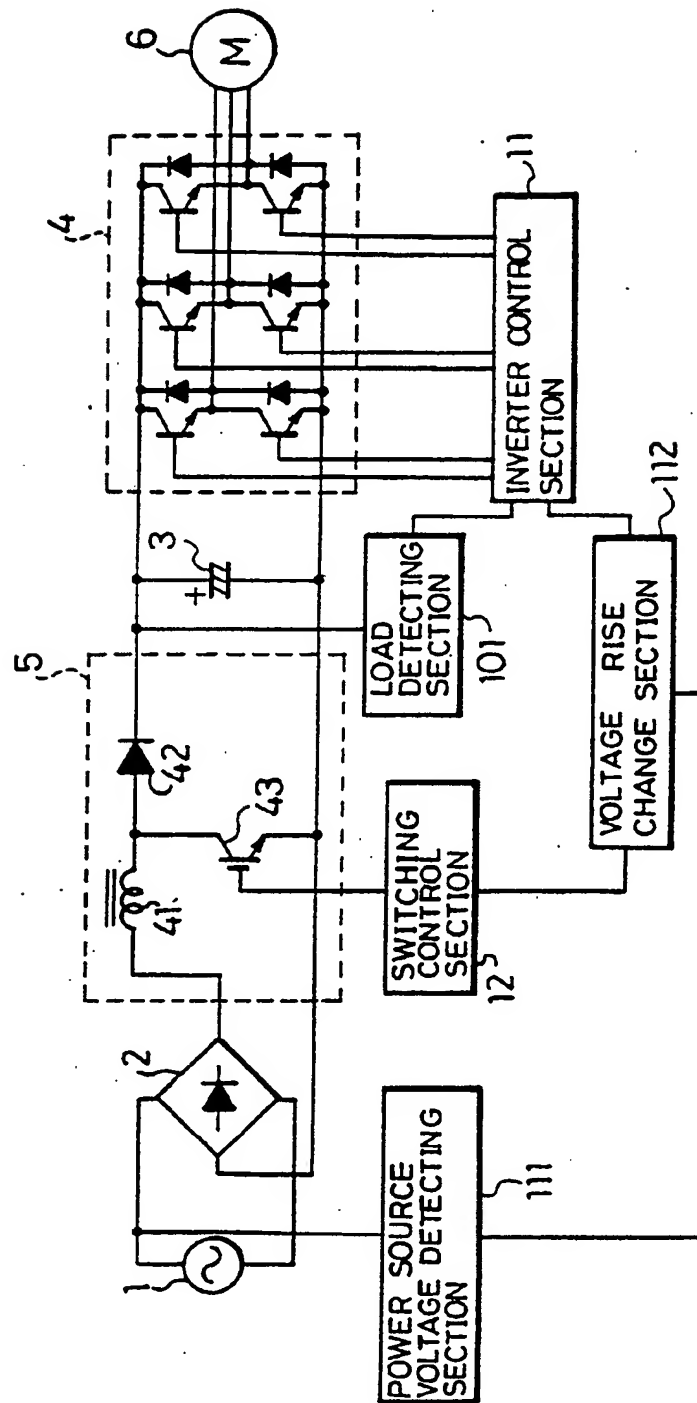 6
M
4
5
3
+
42
43
41
2
1
11
INVERTER CONTROL
SECTION
LOAD
DETECTING
SECTION
101
112
VOLTAGE RISE
CHANGE SECTION
SWITCHING
CONTROL
SECTION
12
POWER SOURCE
VOLTAGE DETECTING
SECTION
111